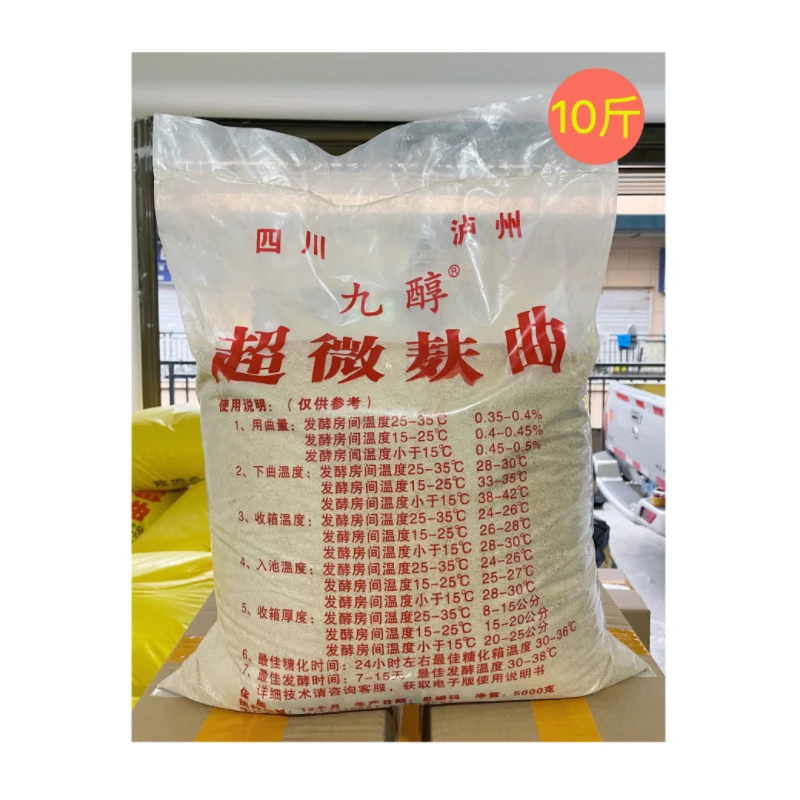 10斤
四川 泸州
九醇®
超微麸曲
使用说明：（仅供参考）
1、用曲量：发酵房间温度25-35℃ 0.35-0.4%
发酵房间温度15-25℃ 0.4-0.45%
发酵房间温度小于15℃ 0.45-0.5%
2、下曲温度：发酵房间温度25-35℃ 28-30℃
发酵房间温度15-25℃ 33-35℃
发酵房间温度小于15℃ 38-42℃
3、收箱温度：发酵房间温度25-35℃ 24-26℃
发酵房间温度15-25℃ 26-28℃
发酵房间温度小于15℃ 28-30℃
4、入池温度：发酵房间温度25-35℃ 24-26℃
发酵房间温度15-25℃ 25-27℃
发酵房间温度小于15℃ 28-30℃
5、收箱厚度：发酵房间温度25-35℃ 8-15公分
发酵房间温度15-25℃ 15-20公分
发酵房间温度小于15℃ 20-25公分
6、最佳糖化时间：24小时左右最佳糖化箱温度30-36℃
7、最佳发酵时间：7-15天，最佳发酵温度30-38℃
详细技术请咨询客服，获取电子版使用说明书
12个月 生产日期：见喷码 净重：5000克